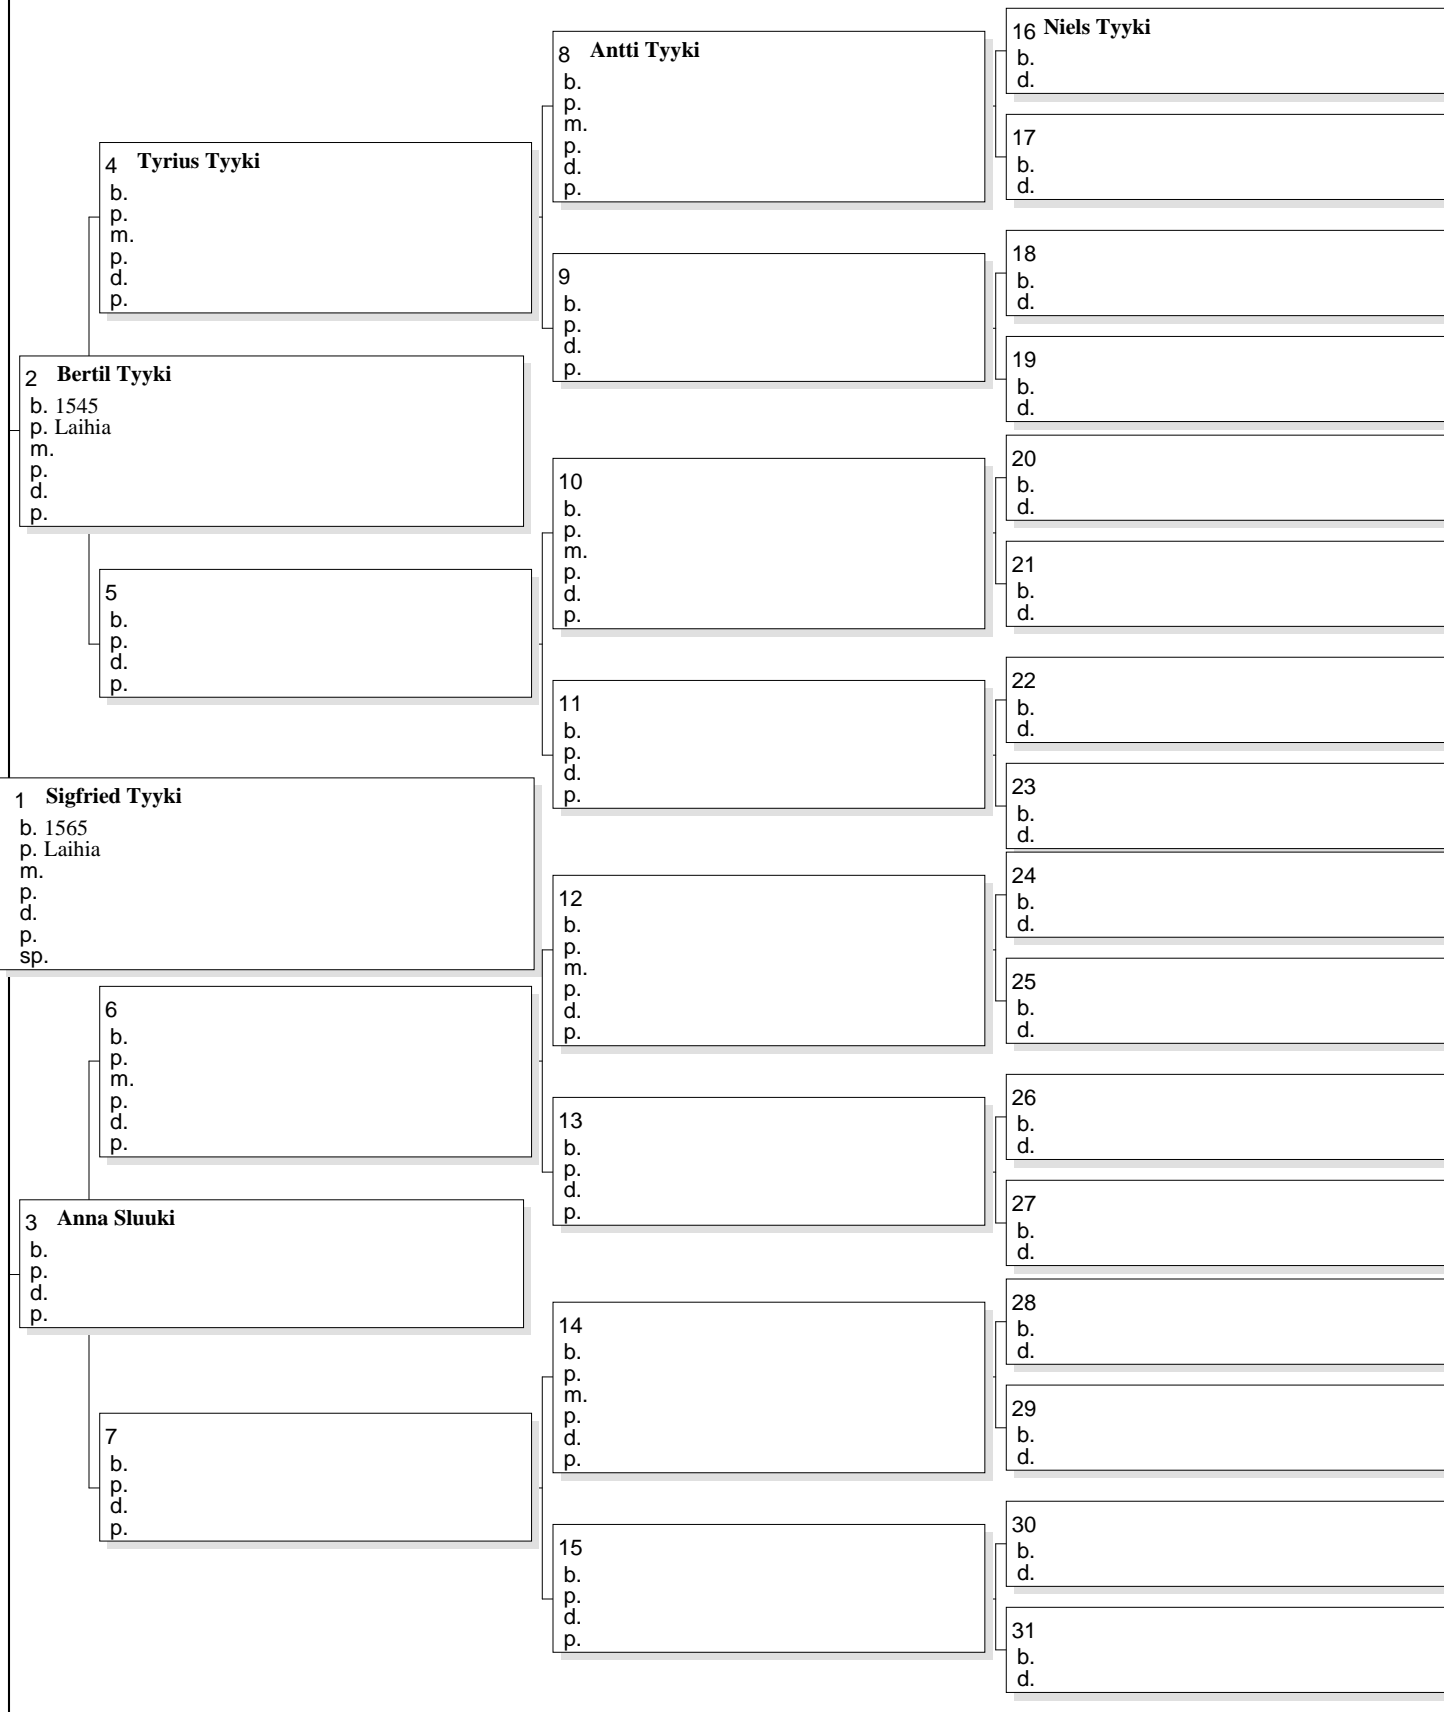 16 Niels Tyyki
b.
d.
8 Antti Tyyki
b.
p.
m.
p.
d.
p.
17
b.
d.
4 Tyrius Tyyki
b.
p.
m.
p.
d.
p.
18
b.
d.
9
b.
p.
d.
p.
19
b.
d.
2 Bertil Tyyki
b. 1545
p. Laihia
m.
p.
d.
p.
20
b.
d.
10
b.
p.
m.
p.
d.
p.
21
b.
d.
5
b.
p.
d.
p.
22
b.
d.
11
b.
p.
d.
p.
23
b.
d.
1 Sigfried Tyyki
b. 1565
p. Laihia
m.
p.
d.
p.
sp.
24
b.
d.
12
b.
p.
m.
p.
d.
p.
25
b.
d.
6
b.
p.
m.
p.
d.
p.
26
b.
d.
13
b.
p.
d.
p.
27
b.
d.
3 Anna Sluuki
b.
p.
d.
p.
28
b.
d.
14
b.
p.
m.
p.
d.
p.
29
b.
d.
7
b.
p.
d.
p.
30
b.
d.
15
b.
p.
d.
p.
31
b.
d.